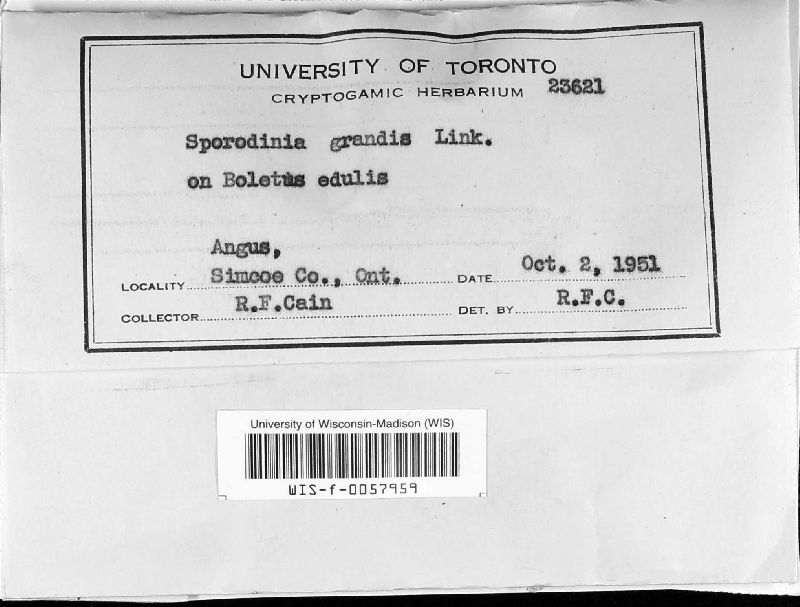 UNIVERSITY OF TORONTO
CRYPTOGAMIC HERBARIUM 23621
Sporodinia grandis Link.
on Boletus edulis
Angus,
LOCALITY Simcoe Co., Ont. DATE Oct. 2, 1951
COLLECTOR R.F.Cain DET. BY R.F.C.
University of Wisconsin-Madison (WIS)
WIS-f-0057959